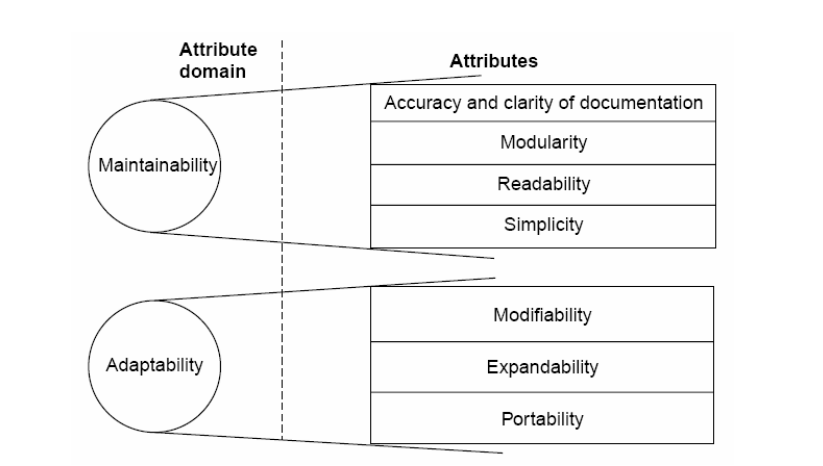 Attribute
domain
Attributes
Maintainability
Accuracy and clarity of documentation
Modularity
Readability
Simplicity
Adaptability
Modifiability
Expandability
Portability